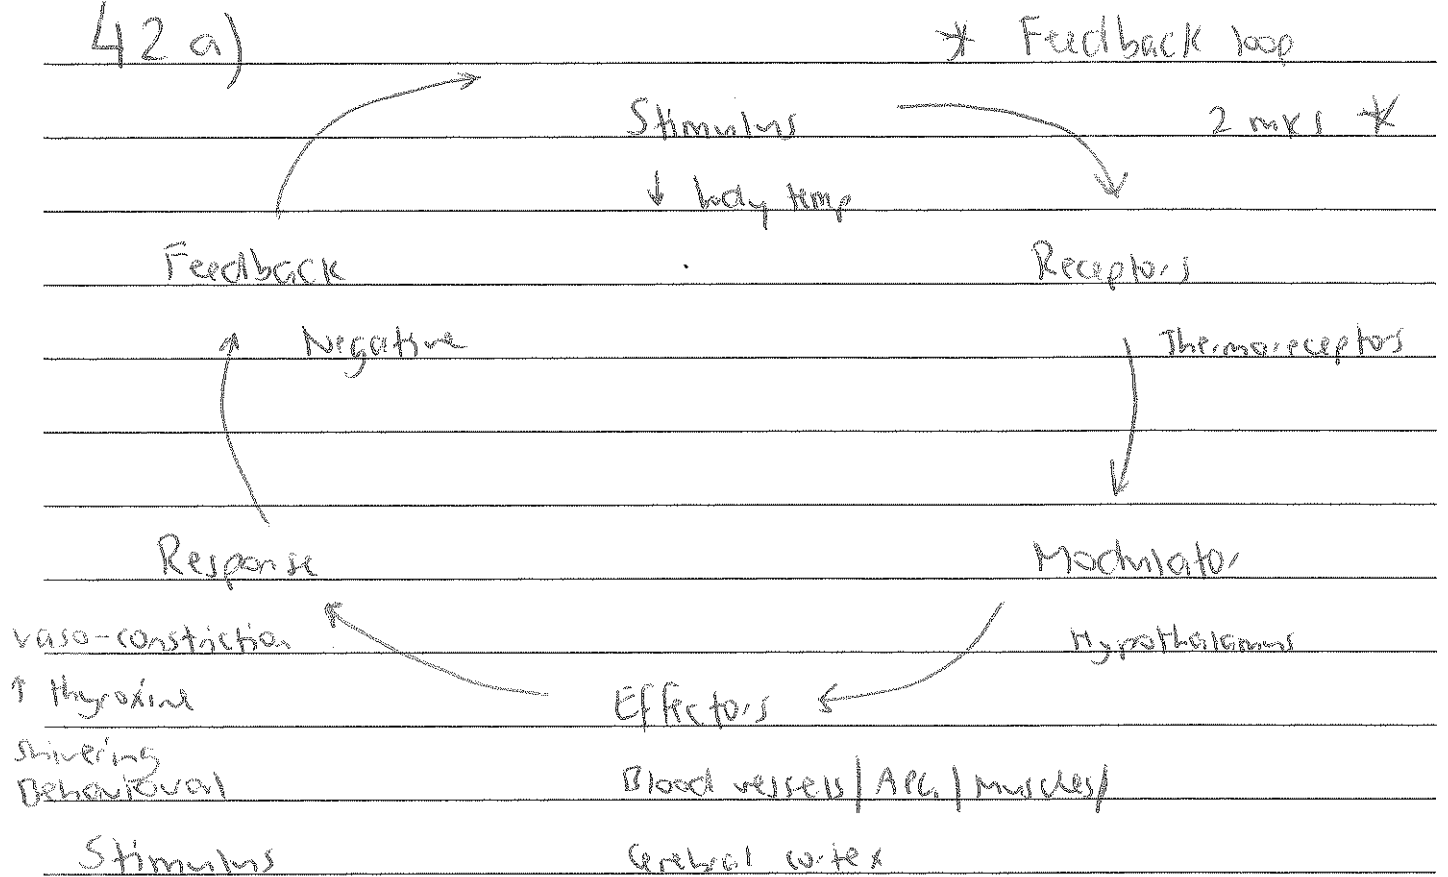 42 a)
* Feedback loop
Stimulus
2 mks *
↓ body temp
Feedback
Receptors
Negative
Thermoreceptors
Response
Modulator
vaso-constriction
Hypothalamus
↑ thyroxine
Effectors
shivering
Behavioural
Blood vessels / APG / Muscles /
Stimulus
Cerebral cortex